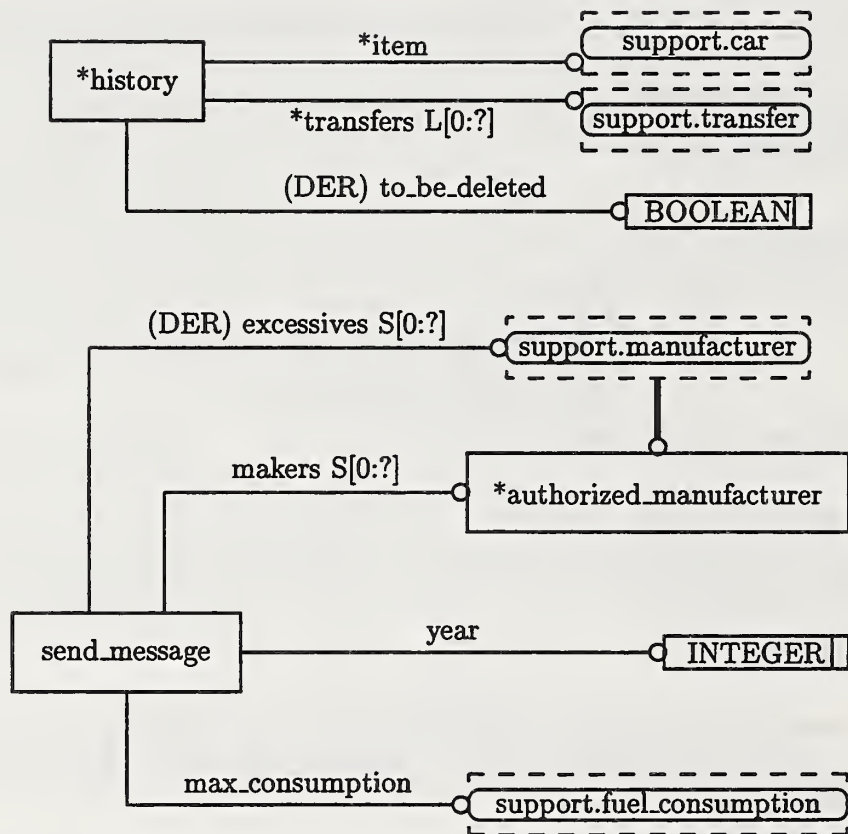 *item
support.car
*history
*transfers L[0:?]
support.transfer
(DER) to_be_deleted
BOOLEAN
(DER) excessives S[0:?]
support.manufacturer
makers S[0:?]
*authorized_manufacturer
send_message
year
INTEGER
max_consumption
support.fuel_consumption